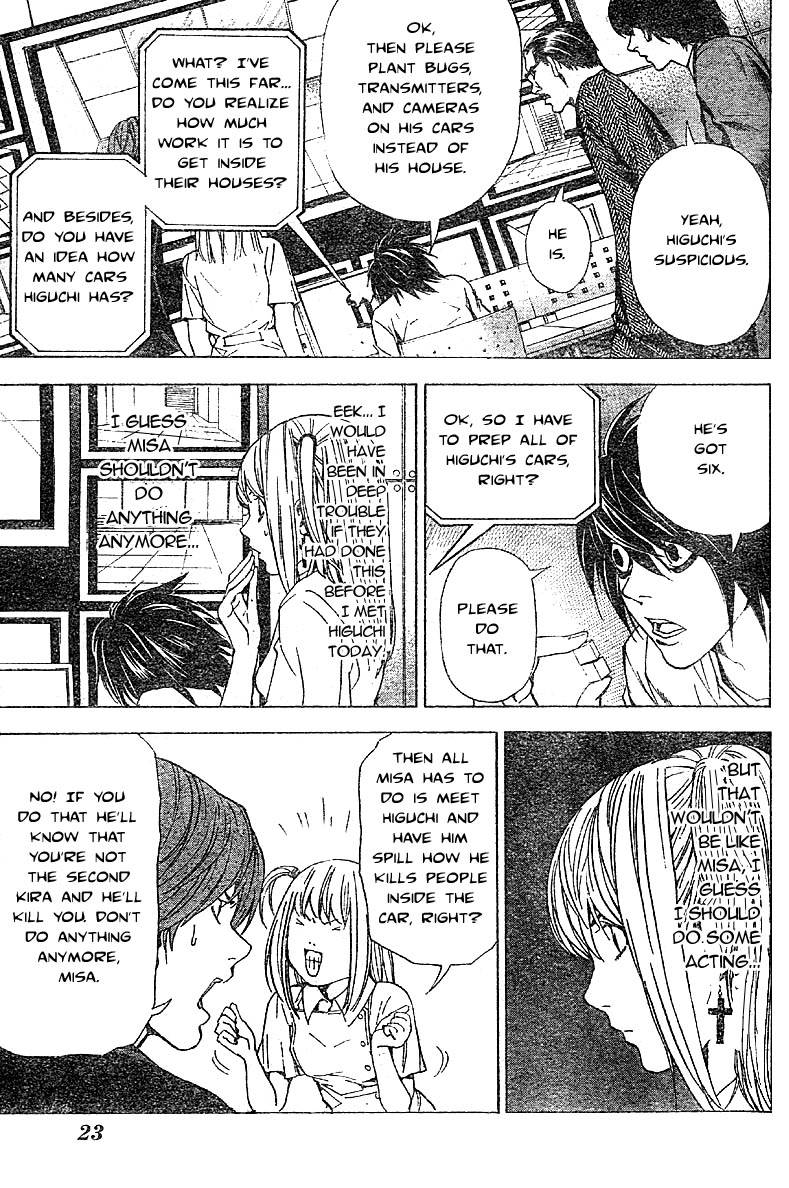 YEAH,
HIGUCHI'S
SUSPICIOUS.
HE
IS.
OK,
THEN PLEASE
PLANT BUGS,
TRANSMITTERS,
AND CAMERAS
ON HIS CARS
INSTEAD OF
HIS HOUSE.
WHAT? I'VE
COME THIS FAR...
DO YOU REALIZE
HOW MUCH
WORK IT IS TO
GET INSIDE
THEIR HOUSES?
AND BESIDES,
DO YOU HAVE
AN IDEA HOW
MANY CARS
HIGUCHI HAS?
HE'S
GOT
SIX.
OK, SO I HAVE
TO PREP ALL OF
HIGUCHI'S CARS,
RIGHT?
PLEASE
DO
THAT.
EEK... I
WOULD
HAVE
BEEN IN
DEEP
TROUBLE
IF THEY
HAD DONE
THIS
BEFORE
I MET
HIGUCHI
TODAY.
I GUESS
MISA
SHOULDN'T
DO
ANYTHING
ANYMORE...
BUT
THAT
WOULDN'T
BE LIKE
MISA, I
GUESS
I SHOULD
DO SOME
ACTING...
THEN ALL
MISA HAS TO
DO IS MEET
HIGUCHI AND
HAVE HIM
SPILL HOW HE
KILLS PEOPLE
INSIDE THE
CAR, RIGHT?
NO! IF YOU
DO THAT HE'LL
KNOW THAT
YOU'RE NOT
THE SECOND
KIRA AND HE'LL
KILL YOU. DON'T
DO ANYTHING
ANYMORE,
MISA.
23